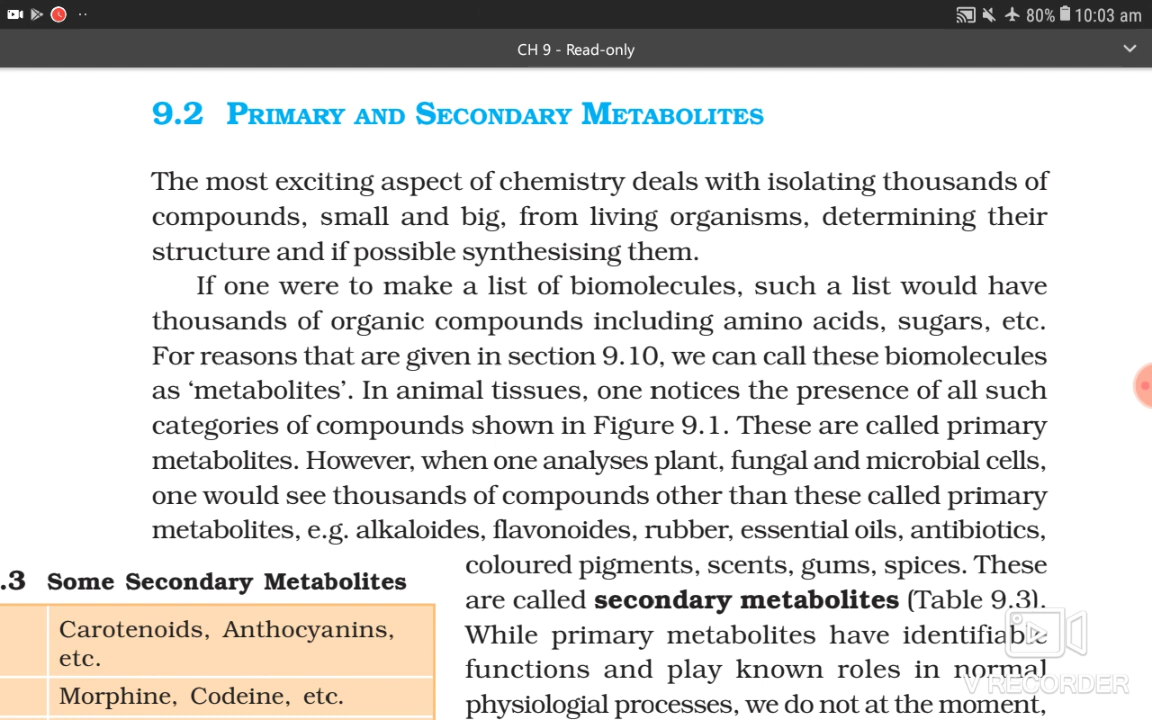 80% 10:03 am
CH 9 - Read-only
9.2 PRIMARY AND SECONDARY METABOLITES
The most exciting aspect of chemistry deals with isolating thousands of
compounds, small and big, from living organisms, determining their
structure and if possible synthesising them.
If one were to make a list of biomolecules, such a list would have
thousands of organic compounds including amino acids, sugars, etc.
For reasons that are given in section 9.10, we can call these biomolecules
as ‘metabolites’. In animal tissues, one notices the presence of all such
categories of compounds shown in Figure 9.1. These are called primary
metabolites. However, when one analyses plant, fungal and microbial cells,
one would see thousands of compounds other than these called primary
metabolites, e.g. alkaloides, flavonoides, rubber, essential oils, antibiotics,
coloured pigments, scents, gums, spices. These
are called secondary metabolites (Table 9.3).
While primary metabolites have identifiable
functions and play known roles in normal
physiologial processes, we do not at the moment,
.3 Some Secondary Metabolites
Carotenoids, Anthocyanins,
etc.
Morphine, Codeine, etc.
V RECORDER